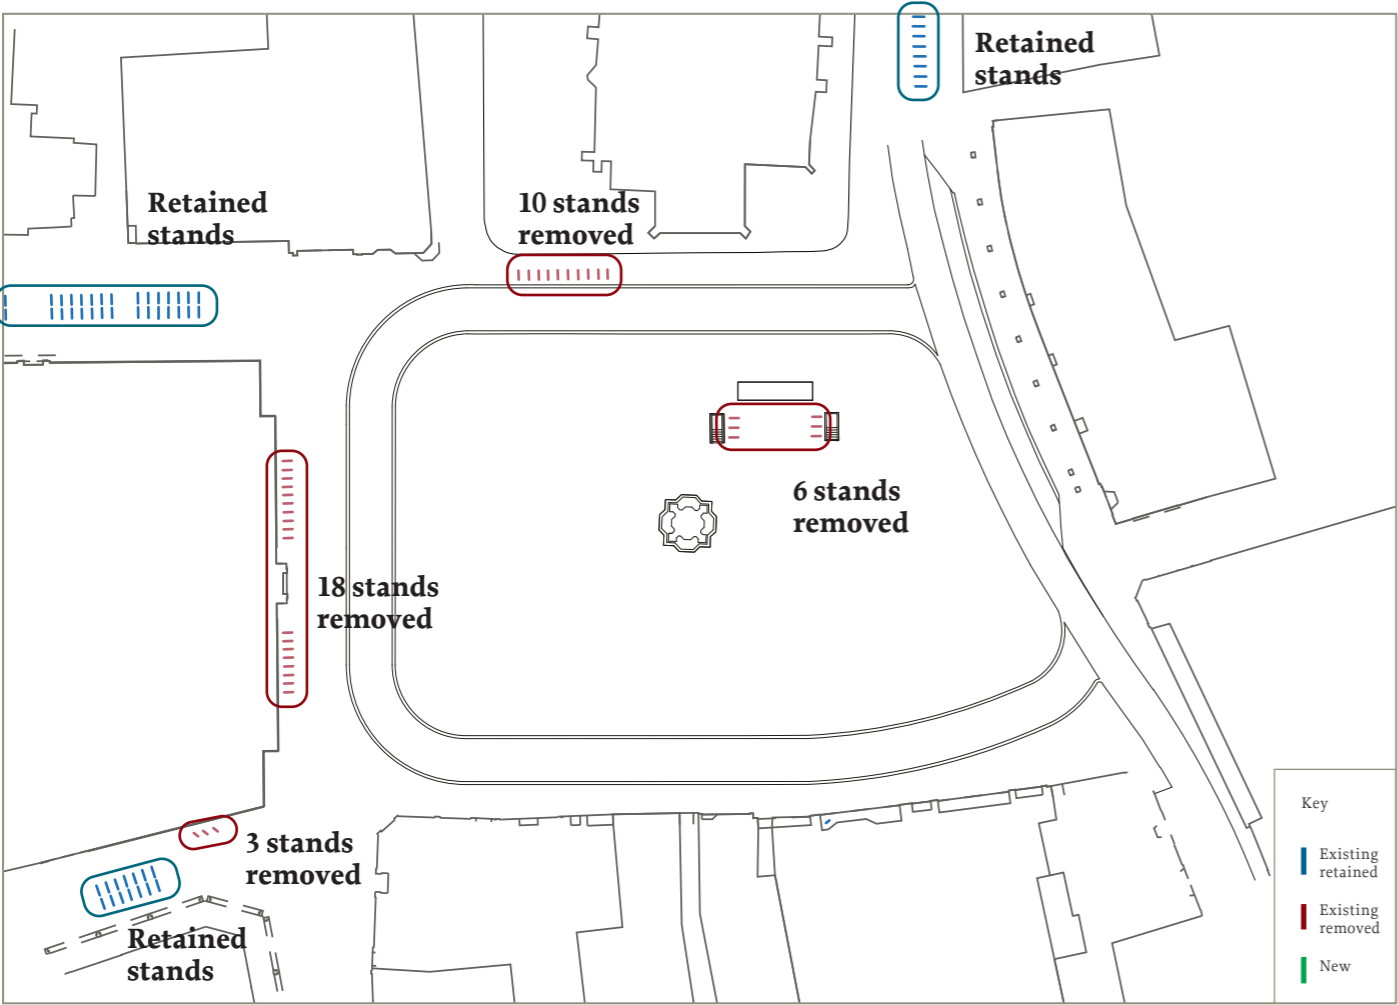 Retained
stands
Retained
stands
10 stands
removed
6 stands
removed
18 stands
removed
3 stands
removed
Retained
stands
Key
Existing
retained
Existing
removed
New